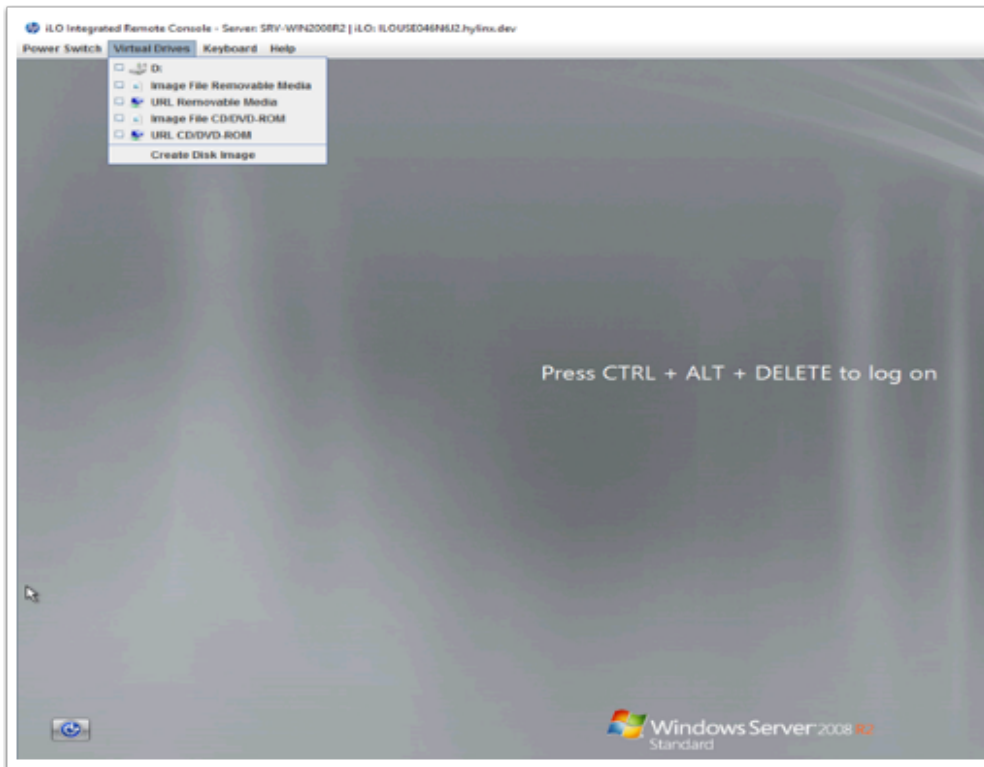 iLO Integrated Remote Console - Server: SRV-WIN2008R2 | iLO: ILOUSE046N6J2.hylinx.dev
Power Switch Virtual Drives Keyboard Help
D:
Image File Removable Media
URL Removable Media
Image File CD/DVD-ROM
URL CD/DVD-ROM
Create Disk Image
Press CTRL + ALT + DELETE to log on
Windows Server 2008 R2
Standard